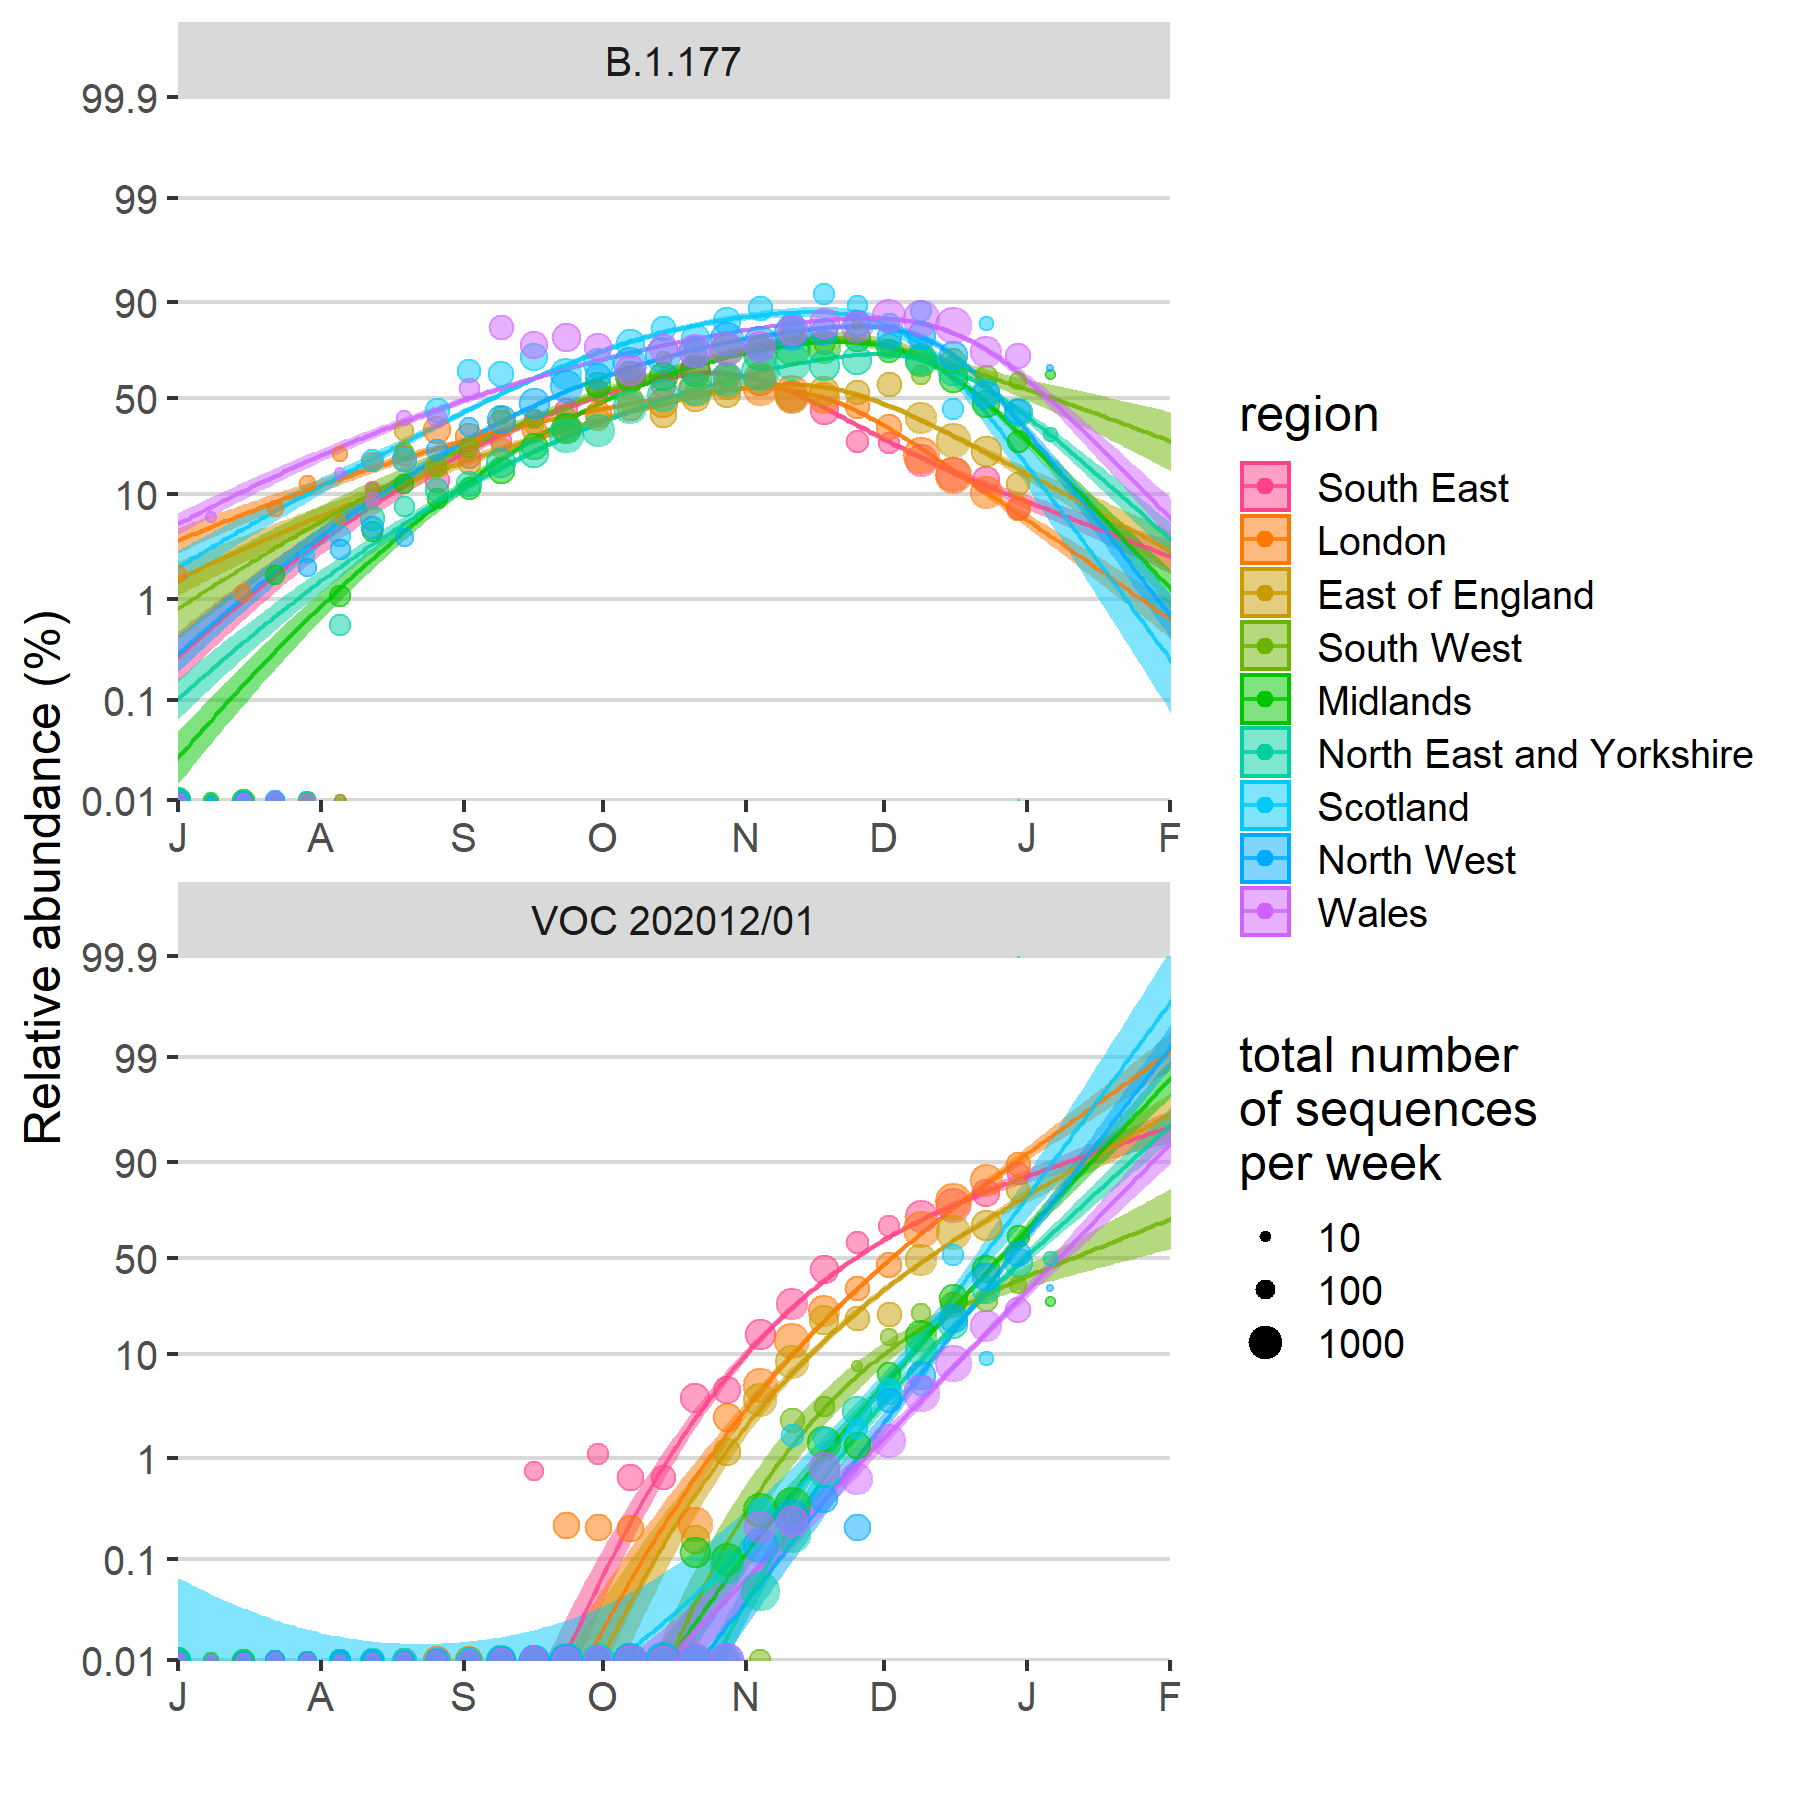 B.1.177
99.9
99
90
50
10
1
0.1
0.01
J A S O N D J F
VOC 202012/01
99.9
99
90
50
10
1
0.1
0.01
J A S O N D J F
Relative abundance (%)
region
South East
London
East of England
South West
Midlands
North East and Yorkshire
Scotland
North West
Wales
total number
of sequences
per week
10
100
1000